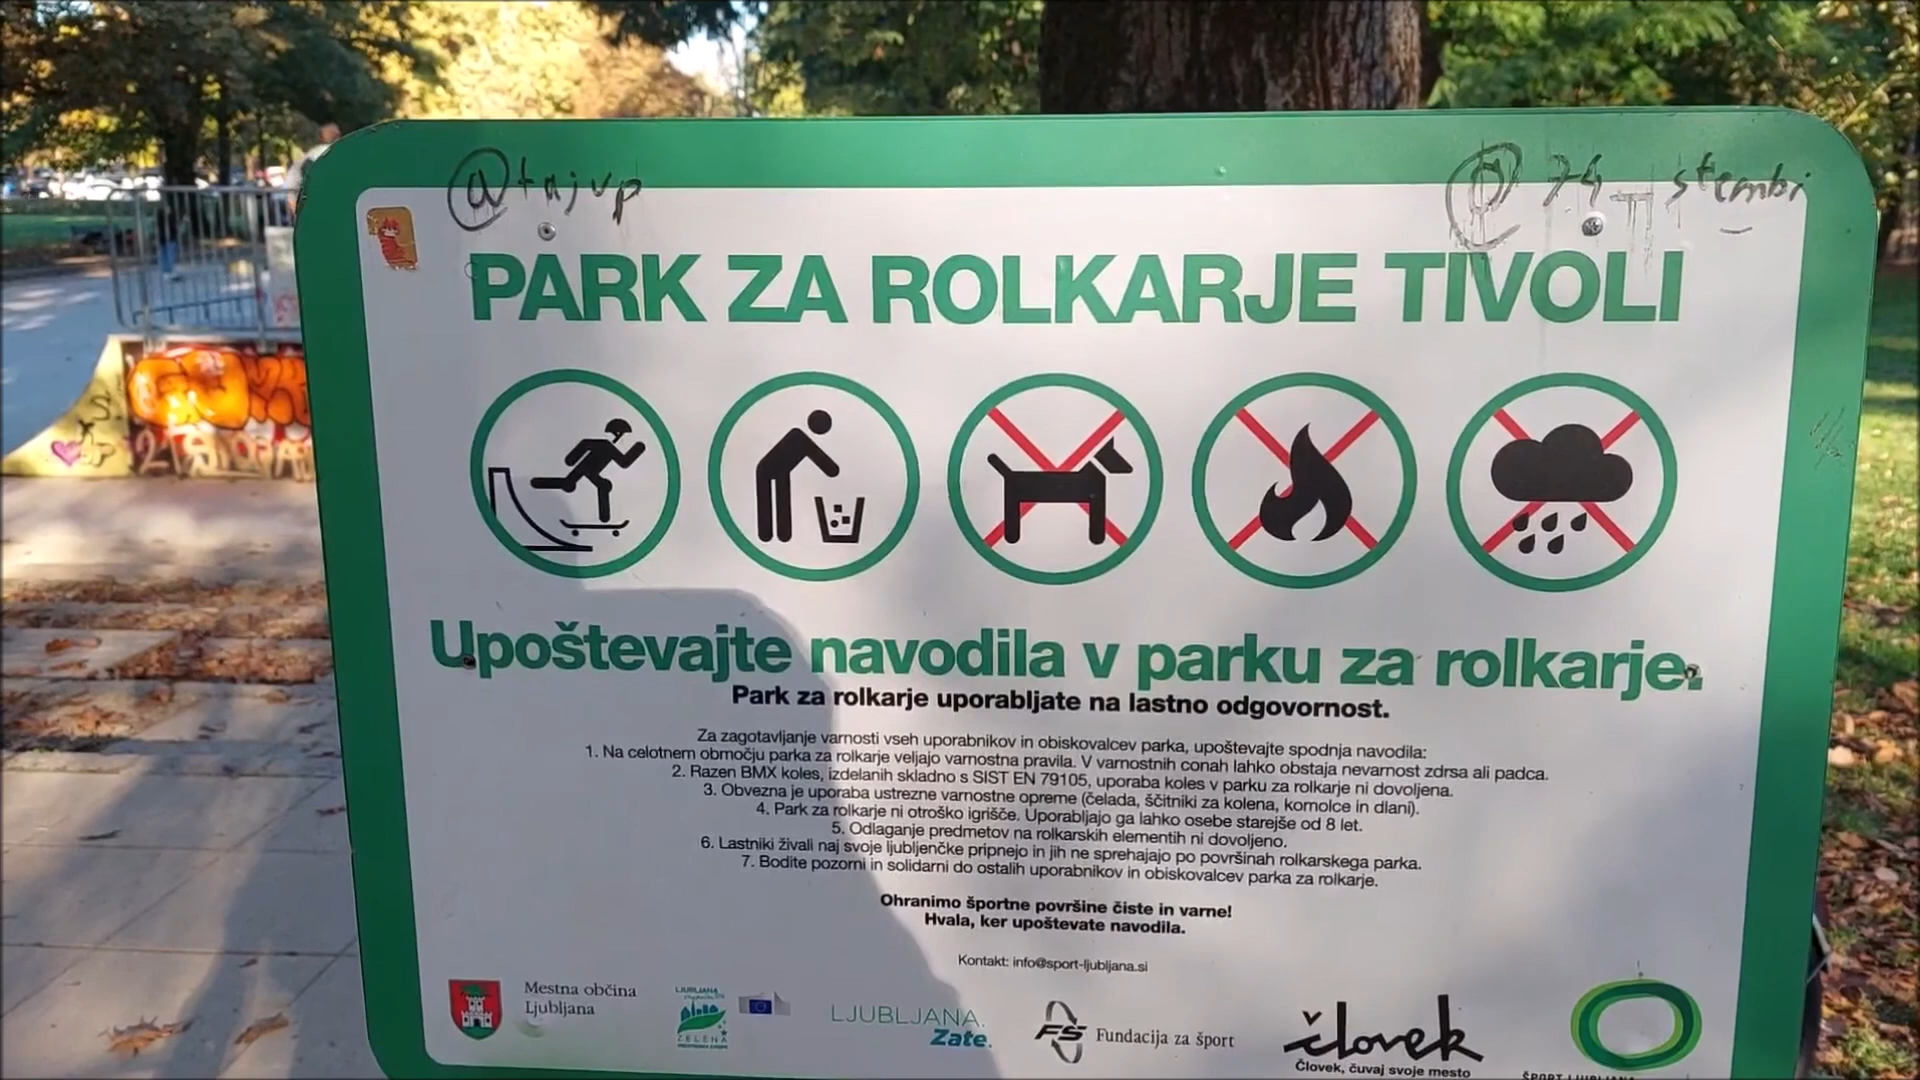 @tajvp
@74_stembi
PARK ZA ROLKARJE TIVOLI
Upoštevajte navodila v parku za rolkarje.
Park za rolkarje uporabljate na lastno odgovornost.
Za zagotavljanje varnosti vseh uporabnikov in obiskovalcev parka, upoštevajte spodnja navodila:
1. Na celotnem območju parka za rolkarje veljajo varnostna pravila. V varnostnih conah lahko obstaja nevarnost zdrsa ali padca.
2. Razen BMX koles, izdelanih skladno s SIST EN 79105, uporaba koles v parku za rolkarje ni dovoljena.
3. Obvezna je uporaba ustrezne varnostne opreme (čelada, ščitniki za kolena, komolce in dlani).
4. Park za rolkarje ni otroško igrišče. Uporabljajo ga lahko osebe starejše od 8 let.
5. Odlaganje predmetov na rolkarskih elementih ni dovoljeno.
6. Lastniki živali naj svoje ljubljenčke pripnejo in jih ne sprehajajo po površinah rolkarskega parka.
7. Bodite pozorni in solidarni do ostalih uporabnikov in obiskovalcev parka za rolkarje.
Ohranimo športne površine čiste in varne!
Hvala, ker upoštevate navodila.
Kontakt: info@sport-ljubljana.si
Mestna občina
Ljubljana
LJUBLJANA
ZELENA
LJUBLJANA.
Zate.
FS Fundacija za šport
človek
Človek, čuvaj svoje mesto
ŠPORT LJUBLJANA